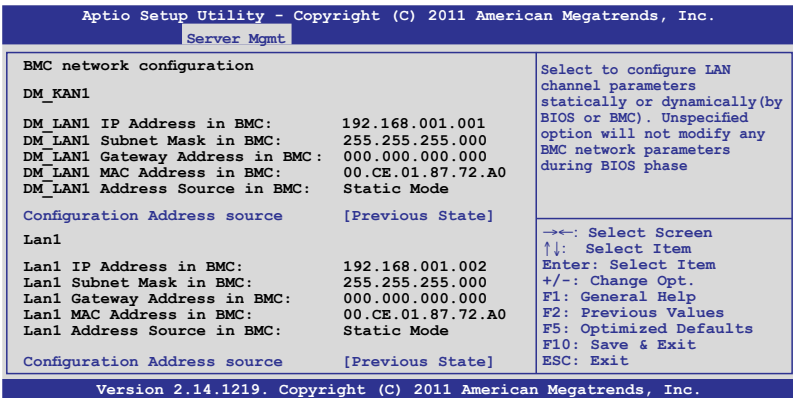 Aptio Setup Utility - Copyright (C) 2011 American Megatrends, Inc.
Server Mgmt
BMC network configuration
DM_KAN1
DM_LAN1 IP Address in BMC: 192.168.001.001
DM_LAN1 Subnet Mask in BMC: 255.255.255.000
DM_LAN1 Gateway Address in BMC: 000.000.000.000
DM_LAN1 MAC Address in BMC: 00.CE.01.87.72.A0
DM_LAN1 Address Source in BMC: Static Mode
Configuration Address source [Previous State]
Lan1
Lan1 IP Address in BMC: 192.168.001.002
Lan1 Subnet Mask in BMC: 255.255.255.000
Lan1 Gateway Address in BMC: 000.000.000.000
Lan1 MAC Address in BMC: 00.CE.01.87.72.A0
Lan1 Address Source in BMC: Static Mode
Configuration Address source [Previous State]
Select to configure LAN
channel parameters
statically or dynamically(by
BIOS or BMC). Unspecified
option will not modify any
BMC network parameters
during BIOS phase
→←: Select Screen
↑↓: Select Item
Enter: Select Item
+/-: Change Opt.
F1: General Help
F2: Previous Values
F5: Optimized Defaults
F10: Save & Exit
ESC: Exit
Version 2.14.1219. Copyright (C) 2011 American Megatrends, Inc.